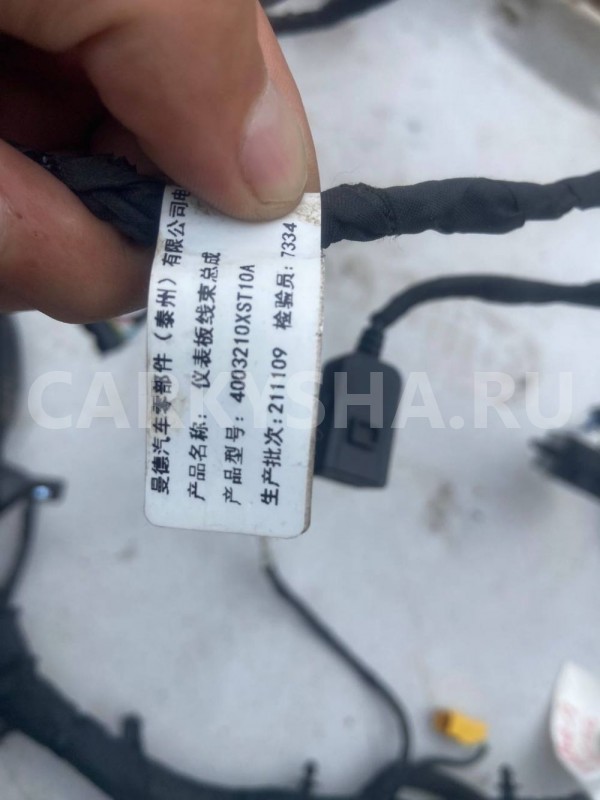 曼德汽车零部件（泰州）有限公司电
产品名称： 仪表板线束总成
产品型号：4003210XST10A
生产批次：211109 检验员：7334
CARKYSHA.RU